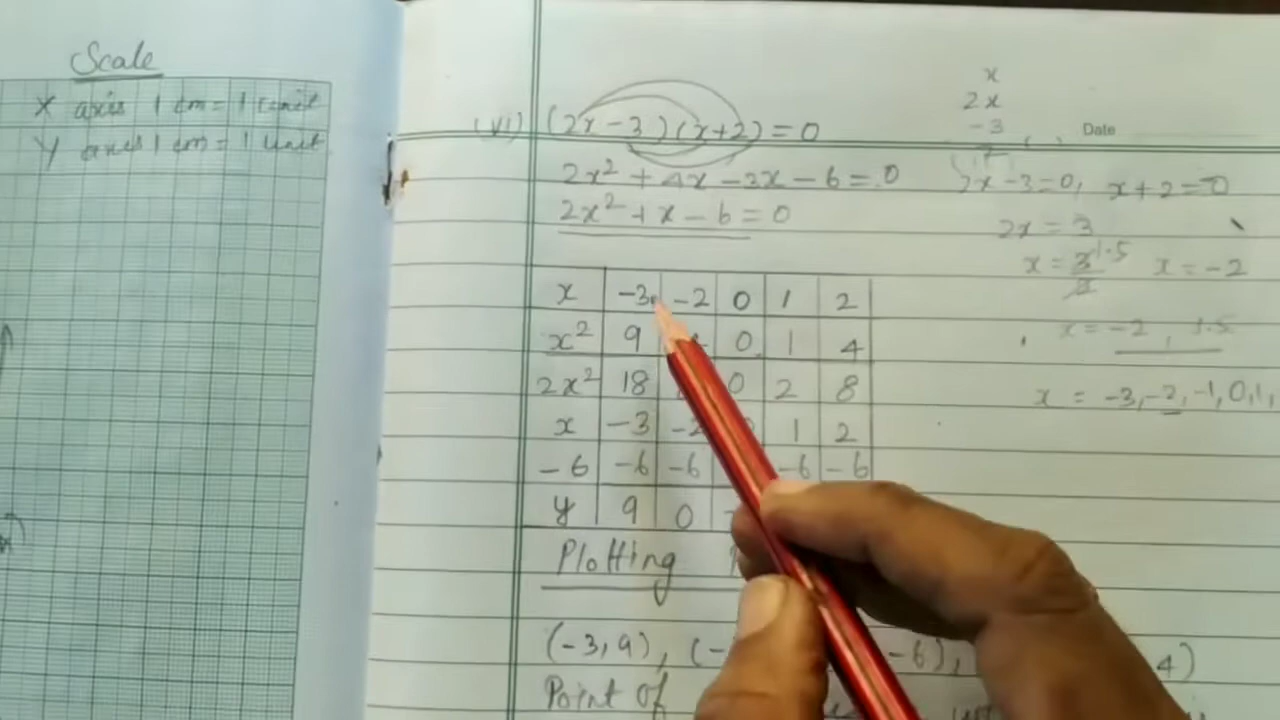 Scale
X axis 1 cm = 1 unit
Y axis 1 cm = 1 unit
(vi) (2x - 3)(x + 2) = 0
2x² + 4x - 3x - 6 = 0
2x² + x - 6 = 0
x
2x
-3
Date
2x - 3 = 0, x + 2 = 0
2x = 3
x = 3 1.5 x = -2
2
x = -2, 1.5
x = -3, -2, -1, 0, 1,
x -3 -2 0 1 2
x² 9 0 1 4
2x² 18 0 2 8
x -3 -2 1 2
-6 -6 -6 -6 -6
y 9 0
Plotting
(-3, 9), (- -6), 4)
Point of